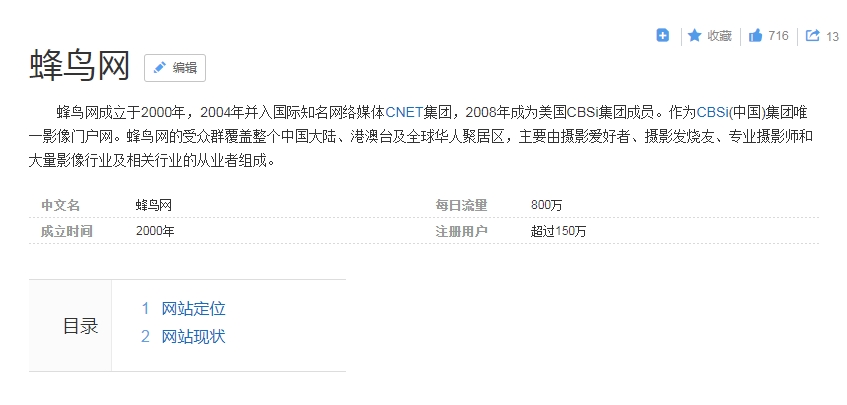 收藏 716 13
蜂鸟网 编辑
蜂鸟网成立于2000年，2004年并入国际知名网络媒体CNET集团，2008年成为美国CBSi集团成员。作为CBSi(中国)集团唯
一影像门户网。蜂鸟网的受众群覆盖整个中国大陆、港澳台及全球华人聚居区，主要由摄影爱好者、摄影发烧友、专业摄影师和
大量影像行业及相关行业的从业者组成。
中文名 蜂鸟网 每日流量 800万
成立时间 2000年 注册用户 超过150万
目录
1 网站定位
2 网站现状